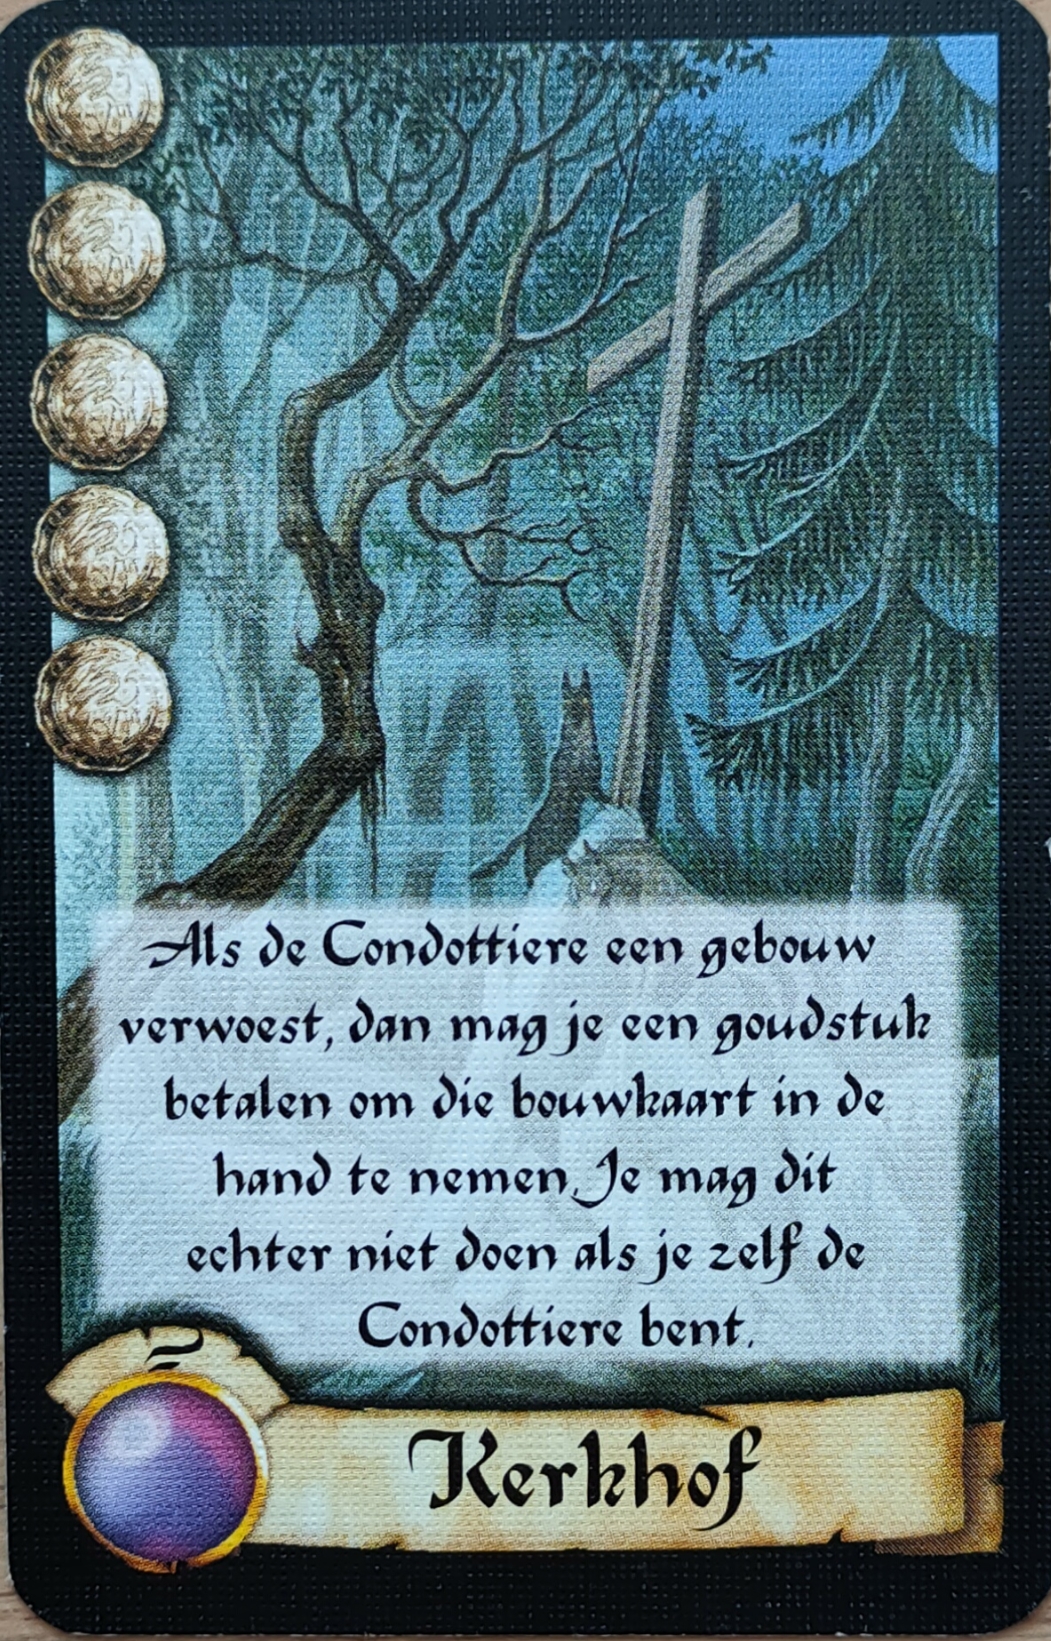 Als de Condottiere een gebouw
verwoest, dan mag je een goudstuk
betalen om die bouwkaart in de
hand te nemen. Je mag dit
echter niet doen als je zelf de
Condottiere bent.
Kerkhof